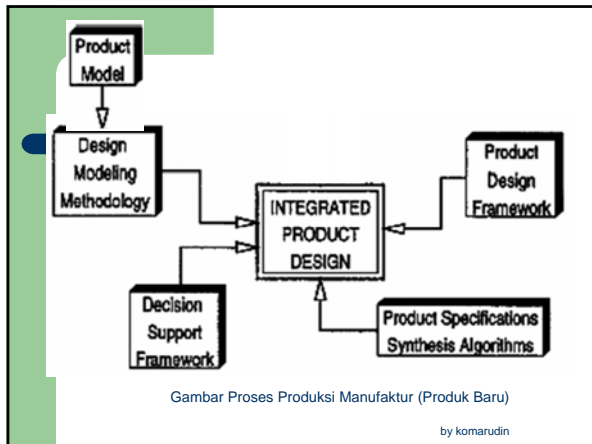 Product
Model
Design
Modeling
Methodology
Product
Design
Framework
INTEGRATED
PRODUCT
DESIGN
Decision
Support
Framework
Product Specifications
Synthesis Algorithms
Gambar Proses Produksi Manufaktur (Produk Baru)
by komarudin